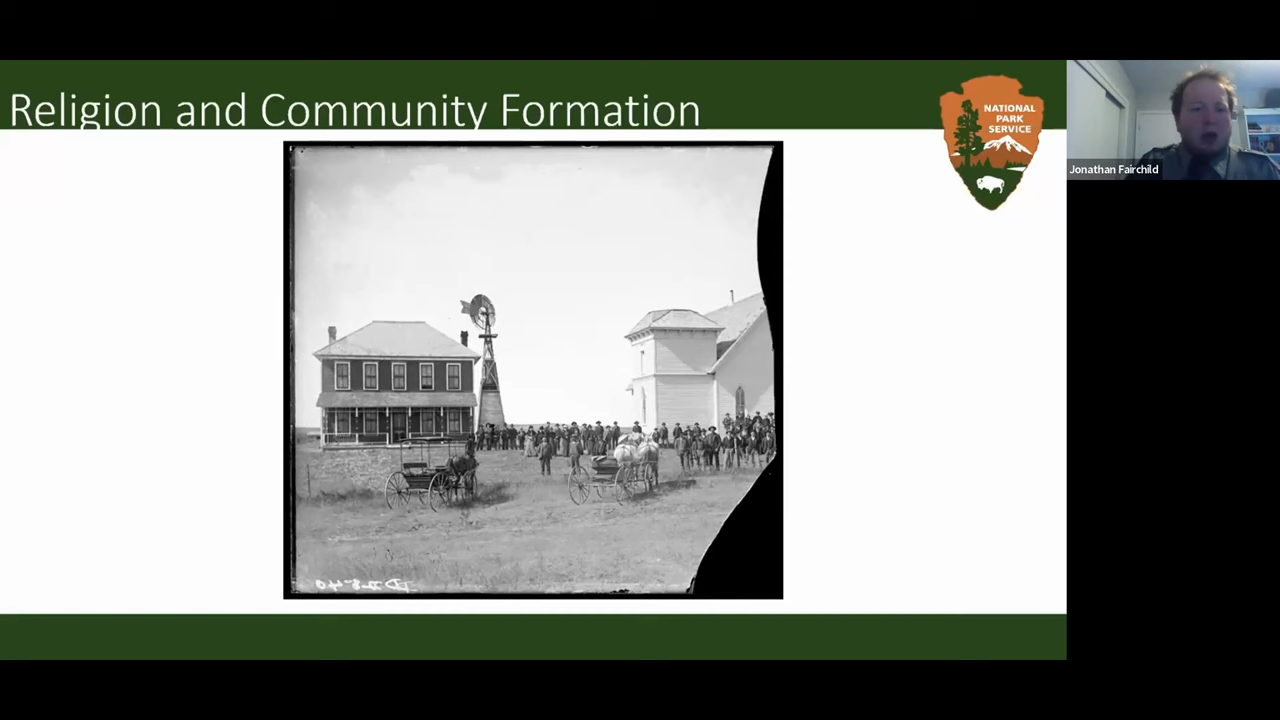 Religion and Community Formation
NATIONAL
PARK
SERVICE
Jonathan Fairchild